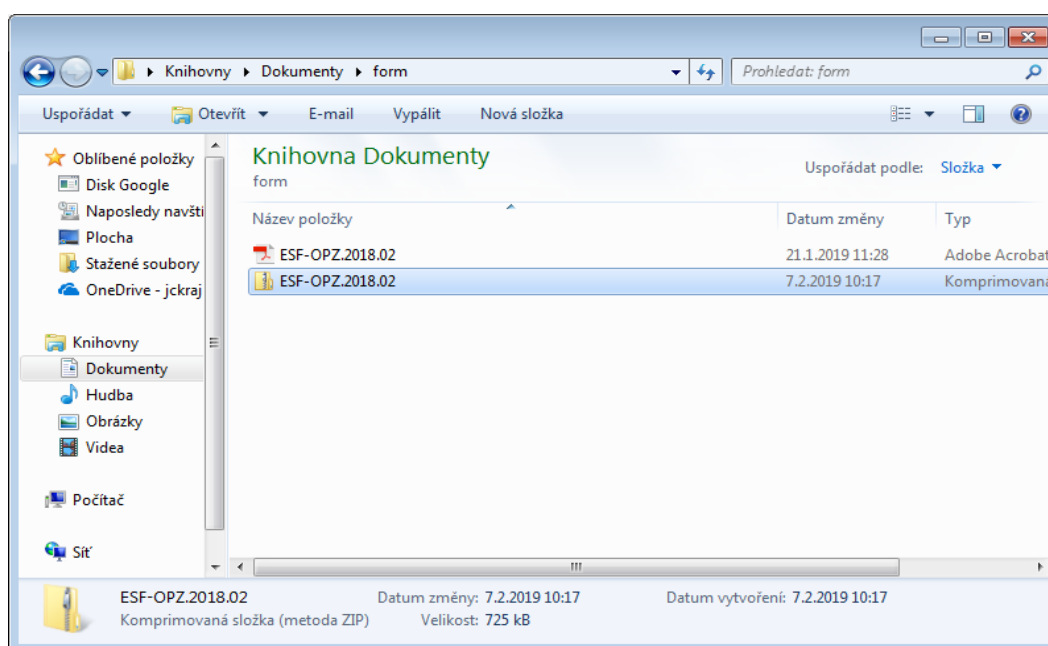 Knihovny Dokumenty form
Prohledat: form
Uspořádat Otevřít E-mail Vypálit Nová složka
Oblíbené položky
Disk Google
Naposledy navští
Plocha
Stažené soubory
OneDrive - jckraj
Knihovny
Dokumenty
Hudba
Obrázky
Videa
Počítač
Síť
Knihovna Dokumenty
form
Uspořádat podle: Složka
Název položky Datum změny Typ
ESF-OPZ.2018.02 21.1.2019 11:28 Adobe Acrobat
ESF-OPZ.2018.02 7.2.2019 10:17 Komprimovaná
ESF-OPZ.2018.02 Datum změny: 7.2.2019 10:17 Datum vytvoření: 7.2.2019 10:17
Komprimovaná složka (metoda ZIP) Velikost: 725 kB